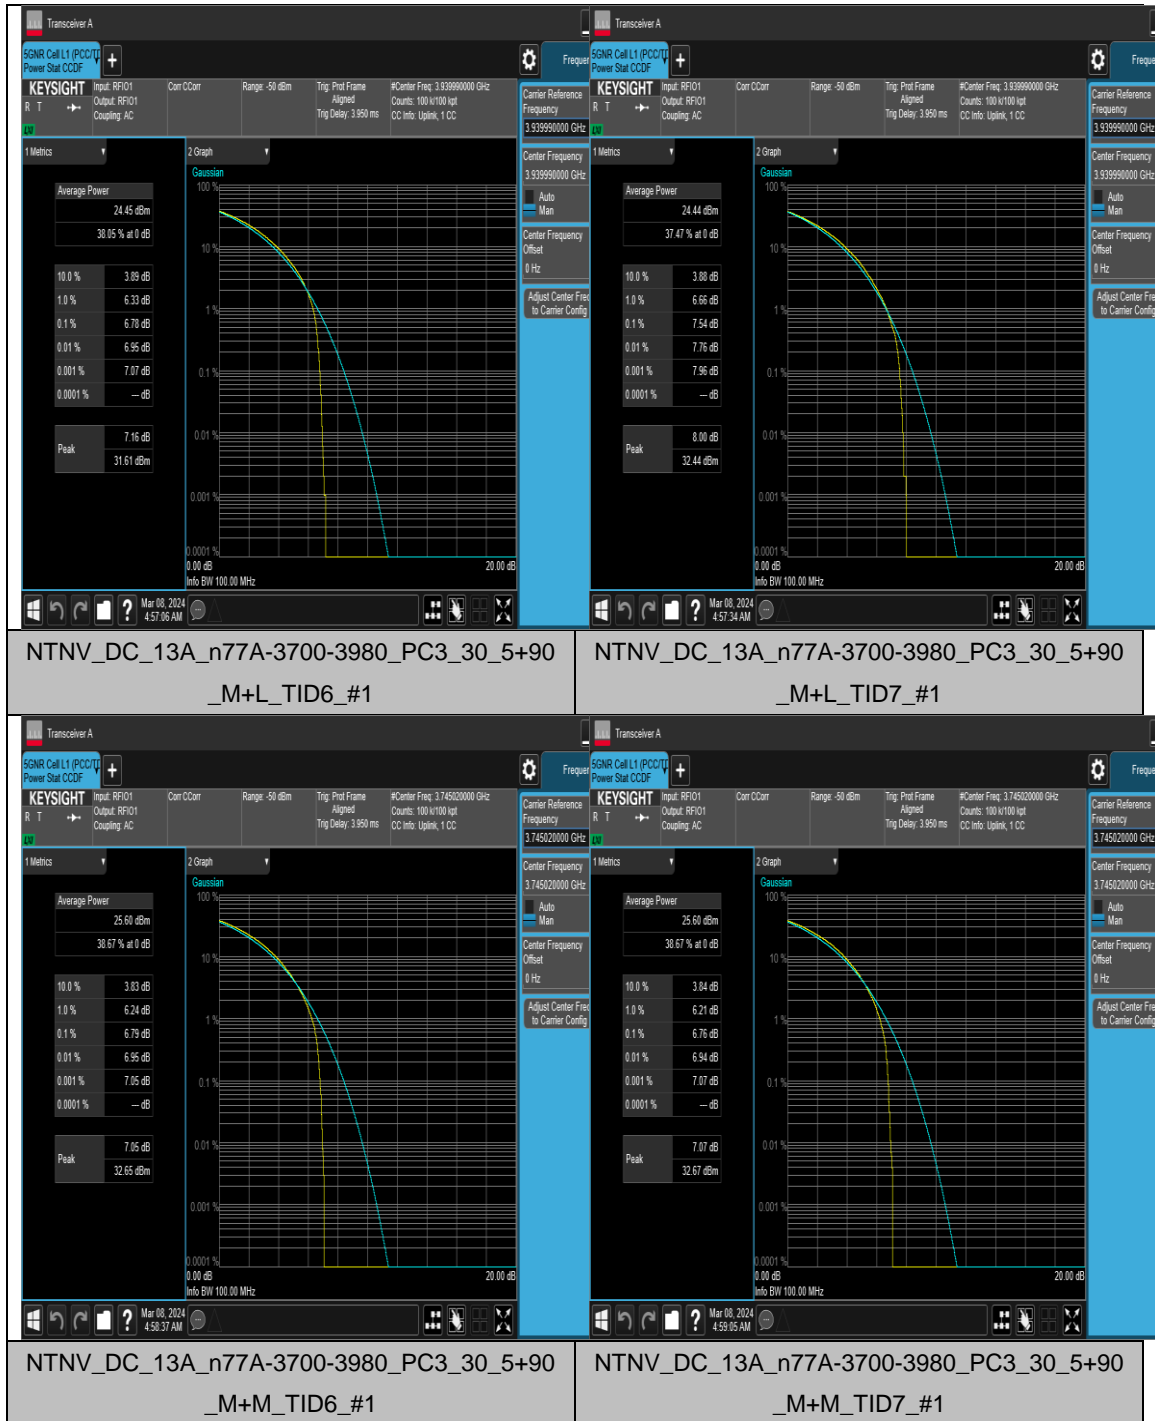 Transceiver A
5GNR Cell L1 (PCC/T
Power Stat CCDF
+
Freque
KEYSIGHT
R T
LXI
Input: RFIO1
Output: RFIO1
Coupling: AC
Corr CCorr
Range: -50 dBm
Trig: Prot Frame
Aligned
Trig Delay: 3.950 ms
#Center Freq: 3.939990000 GHz
Counts: 100 k/100 kpt
CC Info: Uplink, 1 CC
Carrier Reference
Frequency
3.939990000 GHz
Center Frequency
3.939990000 GHz
Auto
Man
Center Frequency
Offset
0 Hz
Adjust Center Freq
to Carrier Config
1 Metrics
Average Power
24.45 dBm
38.05 % at 0 dB
10.0 % 3.89 dB
1.0 % 6.33 dB
0.1 % 6.78 dB
0.01 % 6.95 dB
0.001 % 7.07 dB
0.0001 % --- dB
Peak
7.16 dB
31.61 dBm
2 Graph
Gaussian
100 %
10 %
1 %
0.1 %
0.01 %
0.001 %
0.0001 %
0.00 dB
20.00 dB
Info BW 100.00 MHz
Mar 08, 2024
4:57:06 AM
Transceiver A
5GNR Cell L1 (PCC/T
Power Stat CCDF
+
Freque
KEYSIGHT
R T
LXI
Input: RFIO1
Output: RFIO1
Coupling: AC
Corr CCorr
Range: -50 dBm
Trig: Prot Frame
Aligned
Trig Delay: 3.950 ms
#Center Freq: 3.939990000 GHz
Counts: 100 k/100 kpt
CC Info: Uplink, 1 CC
Carrier Reference
Frequency
3.939990000 GHz
Center Frequency
3.939990000 GHz
Auto
Man
Center Frequency
Offset
0 Hz
Adjust Center Fre
to Carrier Config
1 Metrics
Average Power
24.44 dBm
37.47 % at 0 dB
10.0 % 3.88 dB
1.0 % 6.66 dB
0.1 % 7.54 dB
0.01 % 7.76 dB
0.001 % 7.96 dB
0.0001 % --- dB
Peak
8.00 dB
32.44 dBm
2 Graph
Gaussian
100 %
10 %
1 %
0.1 %
0.01 %
0.001 %
0.0001 %
0.00 dB
20.00 dB
Info BW 100.00 MHz
Mar 08, 2024
4:57:34 AM
NTNV_DC_13A_n77A-3700-3980_PC3_30_5+90
_M+L_TID6_#1
NTNV_DC_13A_n77A-3700-3980_PC3_30_5+90
_M+L_TID7_#1
Transceiver A
5GNR Cell L1 (PCC/T
Power Stat CCDF
+
Freque
KEYSIGHT
R T
LXI
Input: RFIO1
Output: RFIO1
Coupling: AC
Corr CCorr
Range: -50 dBm
Trig: Prot Frame
Aligned
Trig Delay: 3.950 ms
#Center Freq: 3.745020000 GHz
Counts: 100 k/100 kpt
CC Info: Uplink, 1 CC
Carrier Reference
Frequency
3.745020000 GHz
Center Frequency
3.745020000 GHz
Auto
Man
Center Frequency
Offset
0 Hz
Adjust Center Freq
to Carrier Config
1 Metrics
Average Power
25.60 dBm
38.67 % at 0 dB
10.0 % 3.83 dB
1.0 % 6.24 dB
0.1 % 6.79 dB
0.01 % 6.95 dB
0.001 % 7.05 dB
0.0001 % --- dB
Peak
7.05 dB
32.65 dBm
2 Graph
Gaussian
100 %
10 %
1 %
0.1 %
0.01 %
0.001 %
0.0001 %
0.00 dB
20.00 dB
Info BW 100.00 MHz
Mar 08, 2024
4:58:37 AM
Transceiver A
5GNR Cell L1 (PCC/T
Power Stat CCDF
+
Freque
KEYSIGHT
R T
LXI
Input: RFIO1
Output: RFIO1
Coupling: AC
Corr CCorr
Range: -50 dBm
Trig: Prot Frame
Aligned
Trig Delay: 3.950 ms
#Center Freq: 3.745020000 GHz
Counts: 100 k/100 kpt
CC Info: Uplink, 1 CC
Carrier Reference
Frequency
3.745020000 GHz
Center Frequency
3.745020000 GHz
Auto
Man
Center Frequency
Offset
0 Hz
Adjust Center Fre
to Carrier Config
1 Metrics
Average Power
25.60 dBm
38.67 % at 0 dB
10.0 % 3.84 dB
1.0 % 6.21 dB
0.1 % 6.76 dB
0.01 % 6.94 dB
0.001 % 7.07 dB
0.0001 % --- dB
Peak
7.07 dB
32.67 dBm
2 Graph
Gaussian
100 %
10 %
1 %
0.1 %
0.01 %
0.001 %
0.0001 %
0.00 dB
20.00 dB
Info BW 100.00 MHz
Mar 08, 2024
4:59:05 AM
NTNV_DC_13A_n77A-3700-3980_PC3_30_5+90
_M+M_TID6_#1
NTNV_DC_13A_n77A-3700-3980_PC3_30_5+90
_M+M_TID7_#1